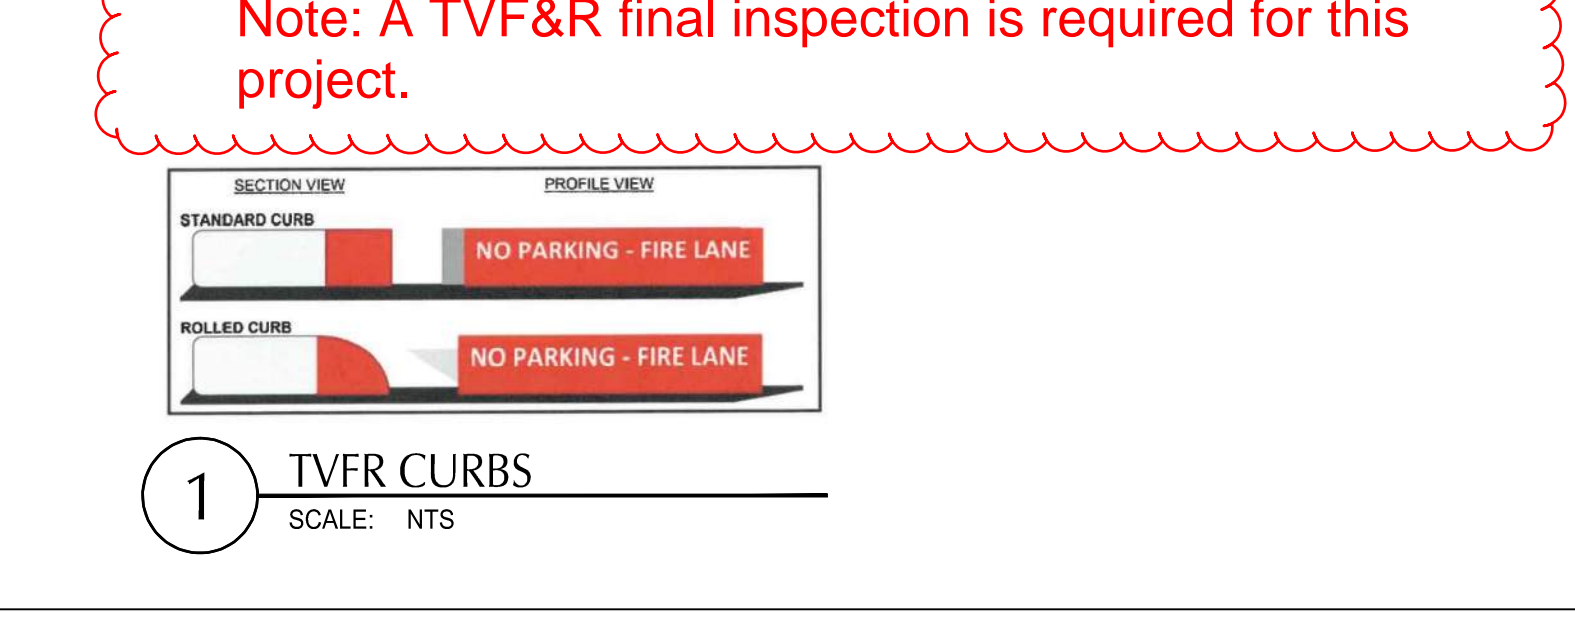 Note: A TVF&R final inspection is required for this
project.
SECTION VIEW
PROFILE VIEW
STANDARD CURB
NO PARKING - FIRE LANE
ROLLED CURB
NO PARKING - FIRE LANE
1
TVFR CURBS
SCALE: NTS